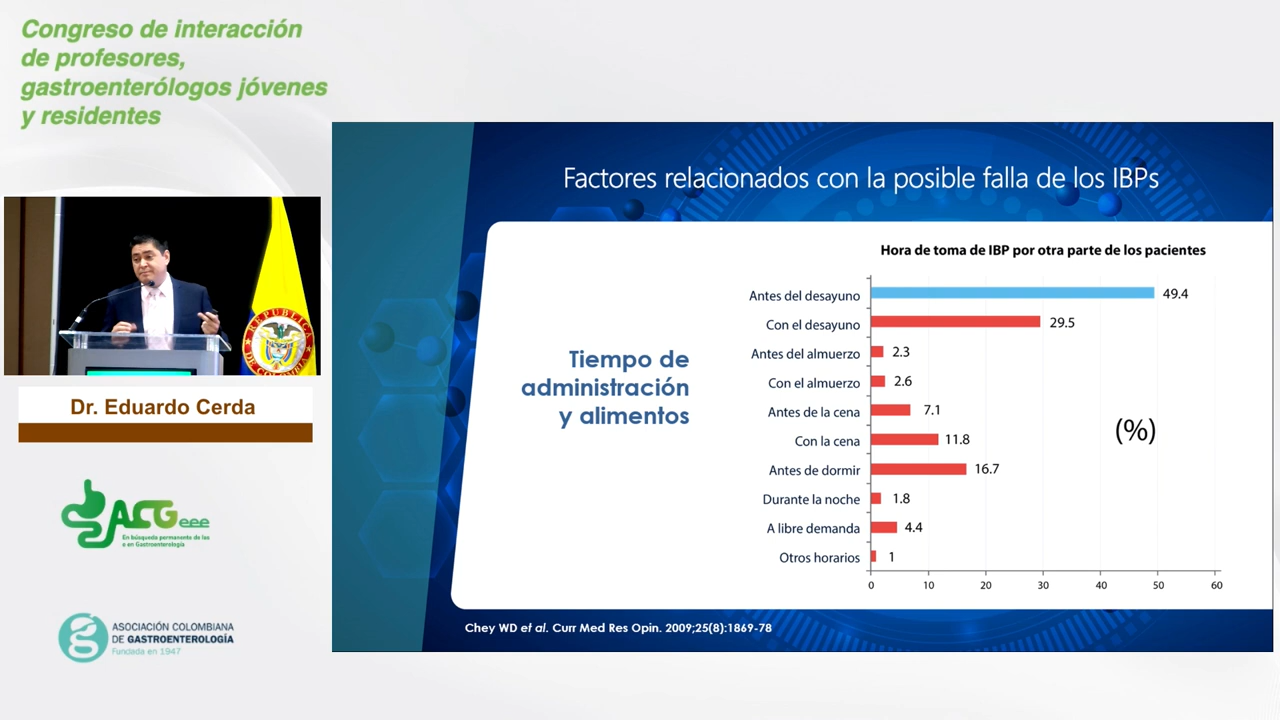 Congreso de interacción
de profesores,
gastroenterólogos jóvenes
y residentes
Dr. Eduardo Cerda
ACGeee
En búsqueda permanente de las
e en Gastroenterología
ASOCIACIÓN COLOMBIANA
DE GASTROENTEROLOGÍA
Fundada en 1947
Factores relacionados con la posible falla de los IBPs
Tiempo de
administración
y alimentos
Hora de toma de IBP por otra parte de los pacientes
Antes del desayuno 49.4
Con el desayuno 29.5
Antes del almuerzo 2.3
Con el almuerzo 2.6
Antes de la cena 7.1
Con la cena 11.8
Antes de dormir 16.7
Durante la noche 1.8
A libre demanda 4.4
Otros horarios 1
(%)
0 10 20 30 40 50 60
Chey WD et al. Curr Med Res Opin. 2009;25(8):1869-78